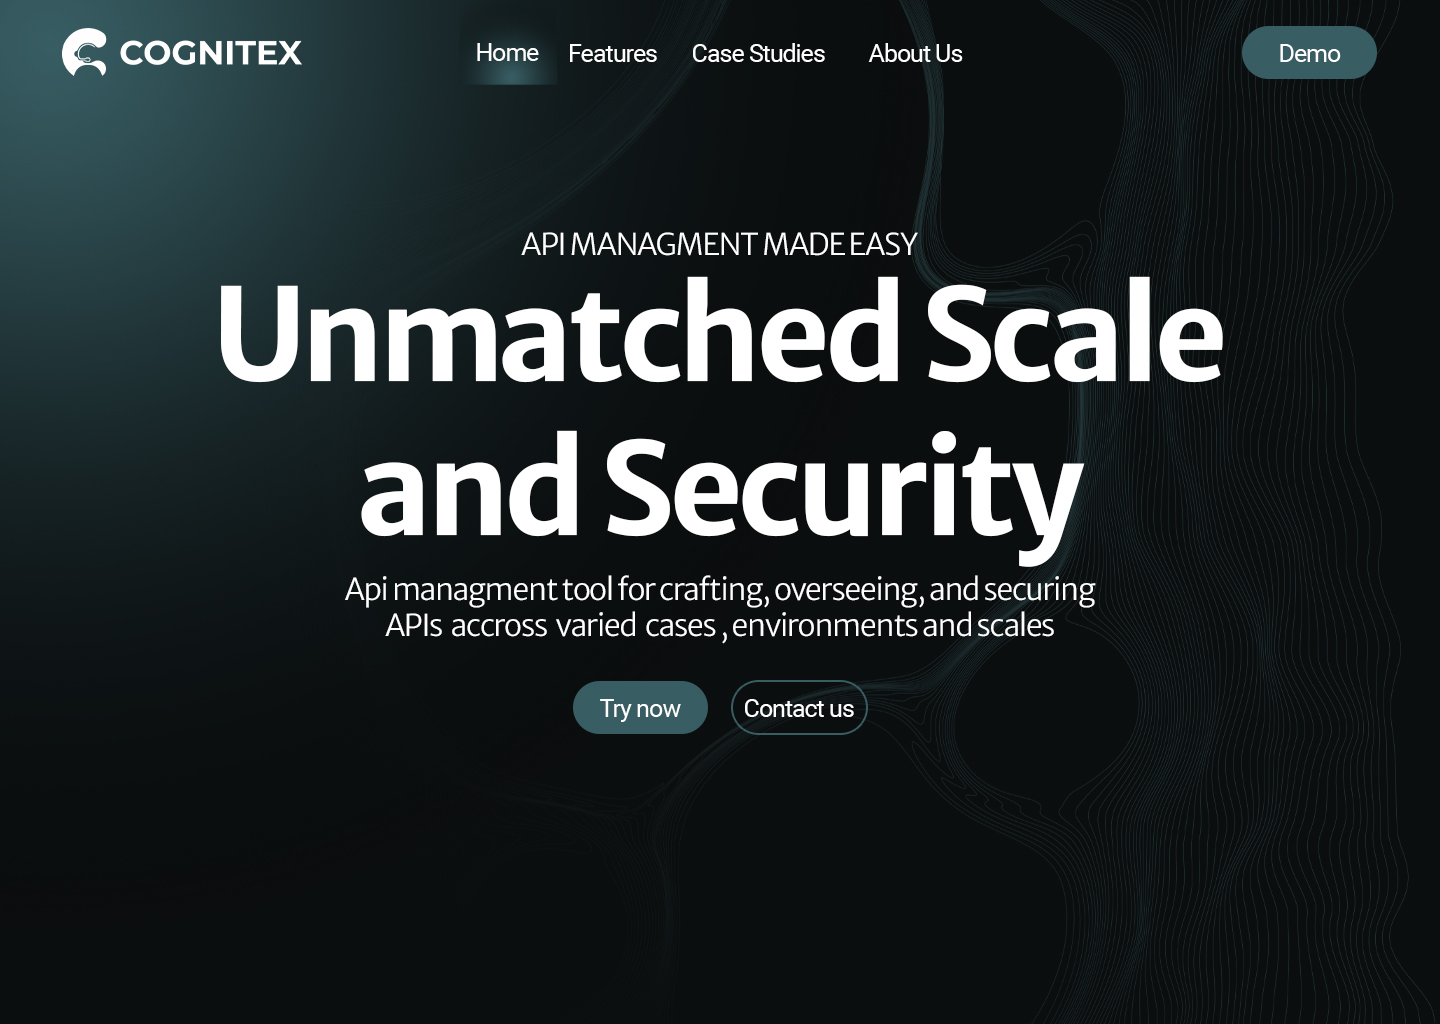 COGNITEX
Home Features Case Studies About Us Demo
API MANAGMENT MADE EASY
Unmatched Scale
and Security
Api managment tool for crafting, overseeing, and securing
APIs accross varied cases , environments and scales
Try now Contact us